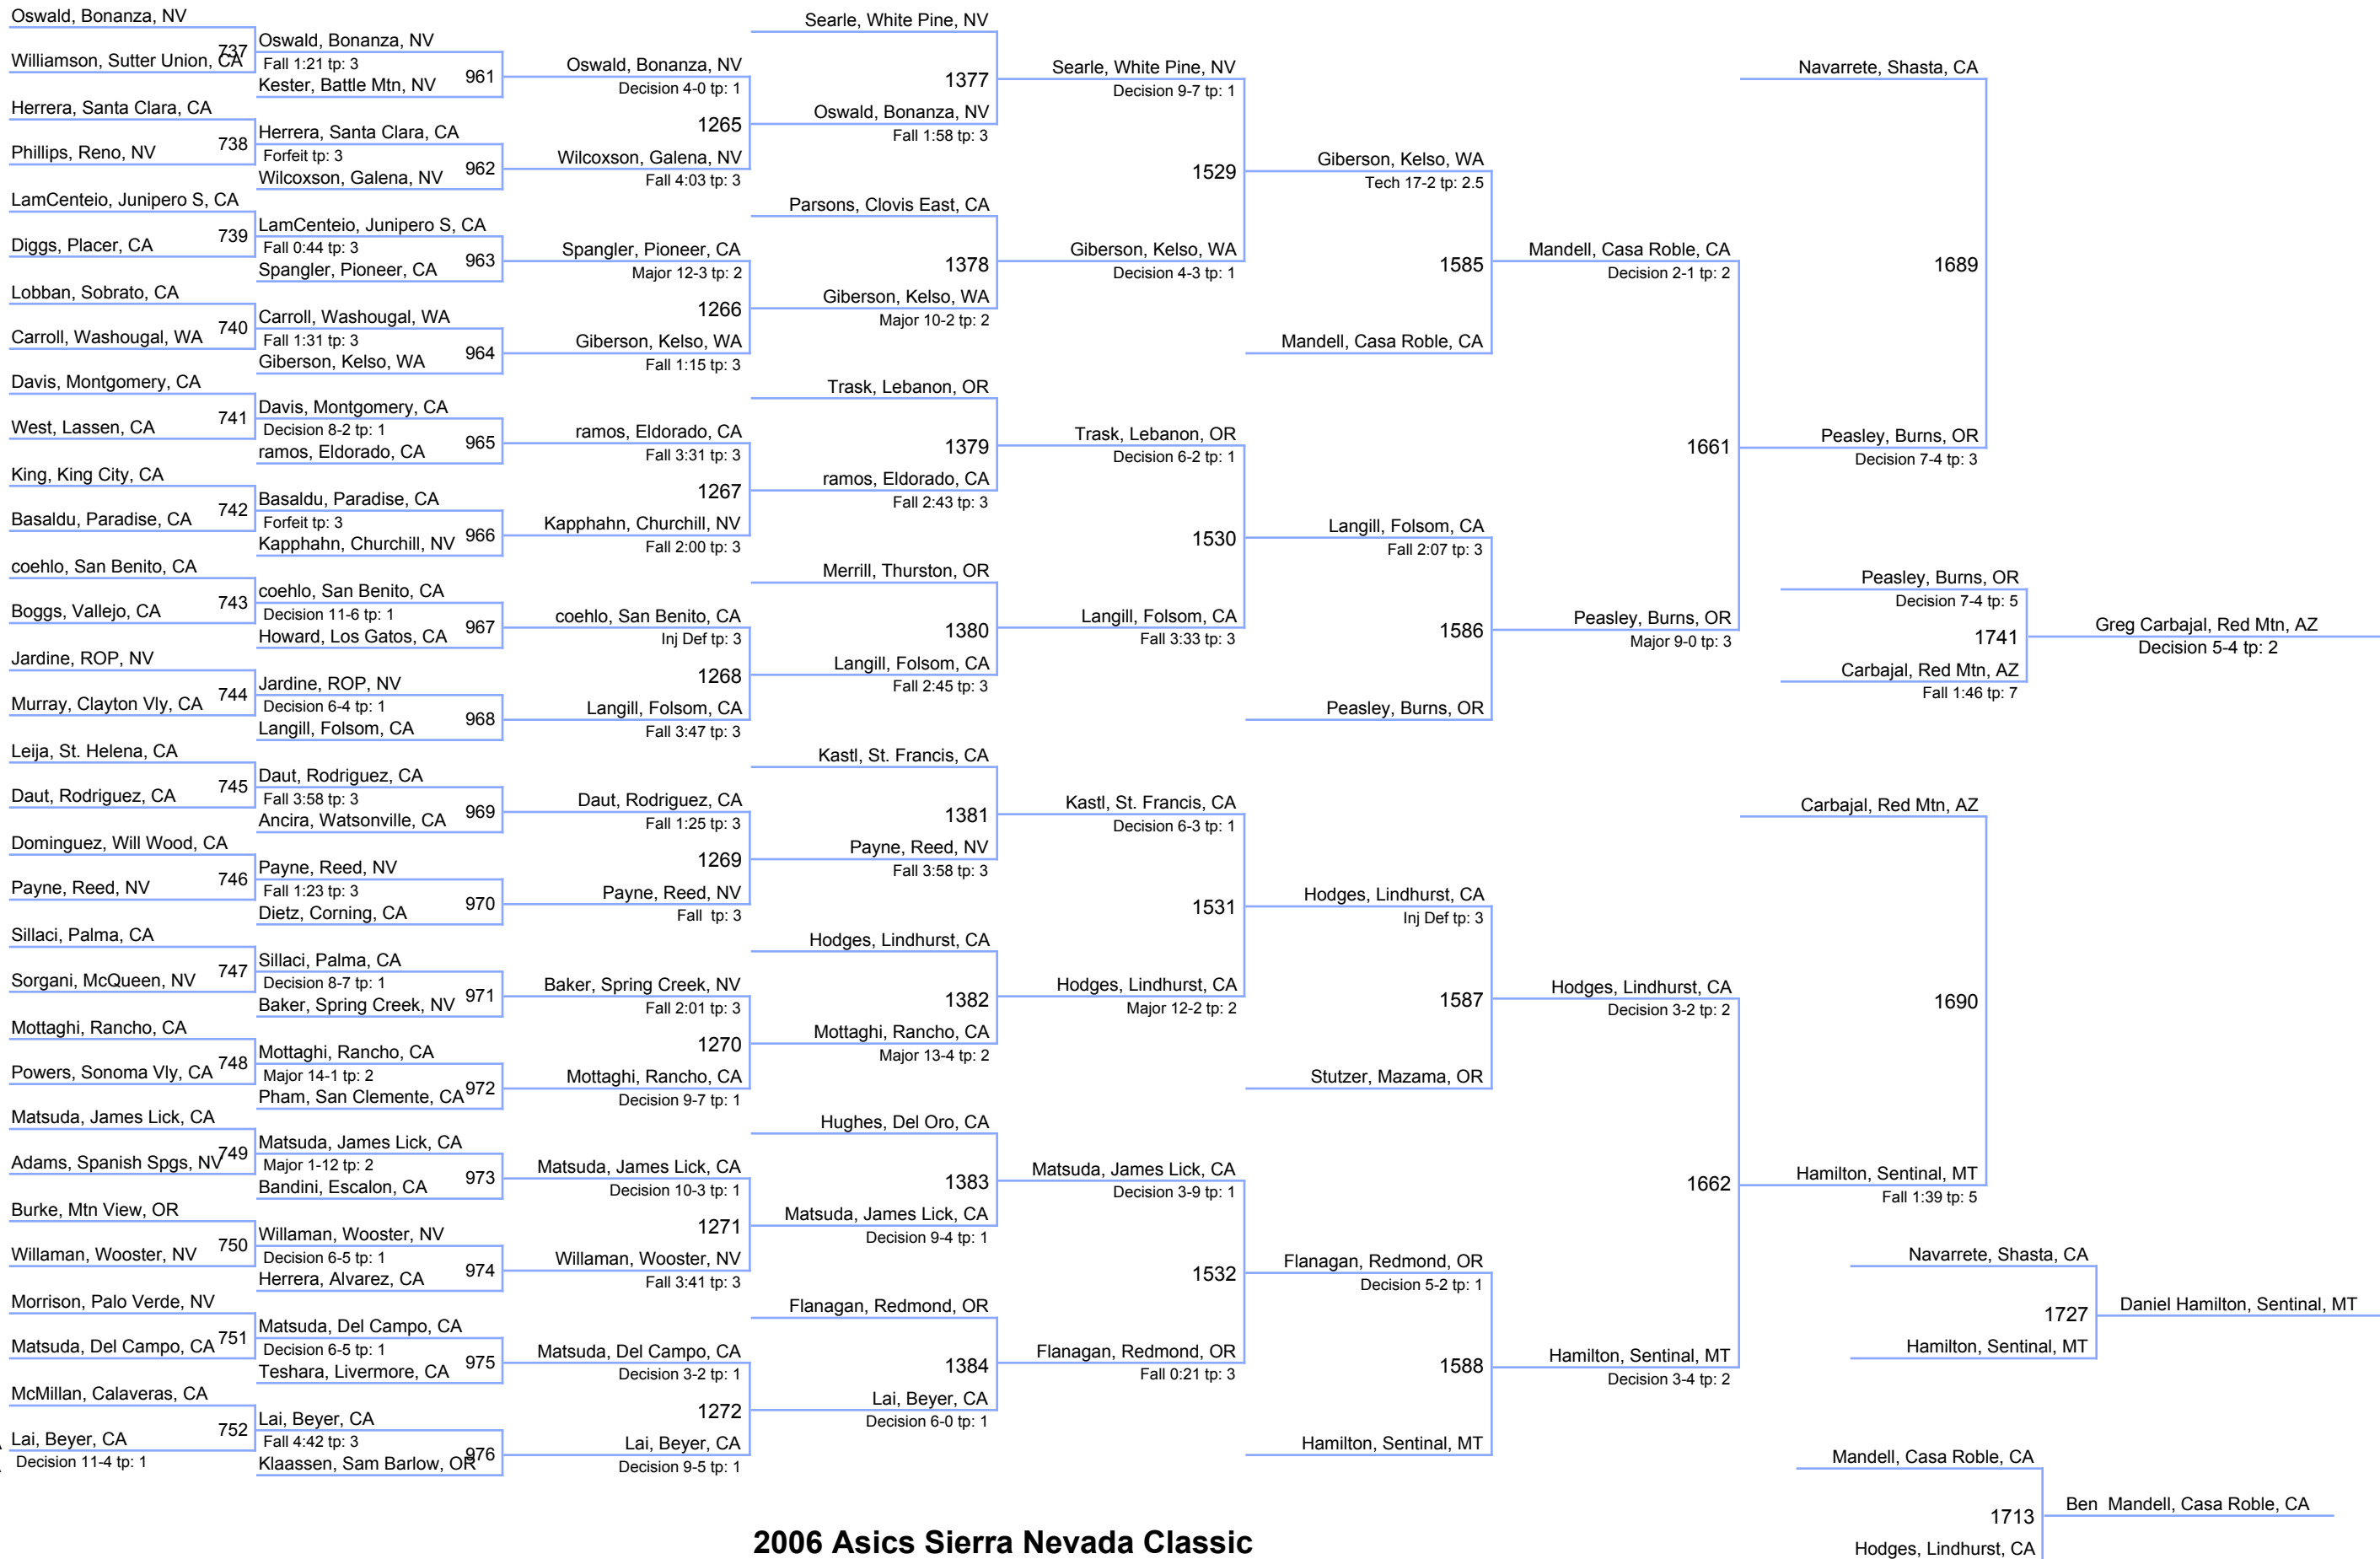 Oswald, Bonanza, NV
737
Williamson, Sutter Union, CA
Herrera, Santa Clara, CA
738
Phillips, Reno, NV
LamCenteio, Junipero S, CA
739
Diggs, Placer, CA
Lobban, Sobrato, CA
740
Carroll, Washougal, WA
Davis, Montgomery, CA
741
West, Lassen, CA
King, King City, CA
742
Basaldu, Paradise, CA
coehlo, San Benito, CA
743
Boggs, Vallejo, CA
Jardine, ROP, NV
744
Murray, Clayton Vly, CA
Leija, St. Helena, CA
745
Daut, Rodriguez, CA
Dominguez, Will Wood, CA
746
Payne, Reed, NV
Sillaci, Palma, CA
747
Sorgani, McQueen, NV
Mottaghi, Rancho, CA
748
Powers, Sonoma Vly, CA
Matsuda, James Lick, CA
749
Adams, Spanish Spgs, NV
Burke, Mtn View, OR
750
Willaman, Wooster, NV
Morrison, Palo Verde, NV
751
Matsuda, Del Campo, CA
McMillan, Calaveras, CA
752
Lai, Beyer, CA
Decision 11-4 tp: 1
Oswald, Bonanza, NV
Fall 1:21 tp: 3
961
Kester, Battle Mtn, NV
Herrera, Santa Clara, CA
Forfeit tp: 3
962
Wilcoxson, Galena, NV
LamCenteio, Junipero S, CA
Fall 0:44 tp: 3
963
Spangler, Pioneer, CA
Carroll, Washougal, WA
Fall 1:31 tp: 3
964
Giberson, Kelso, WA
Davis, Montgomery, CA
Decision 8-2 tp: 1
965
ramos, Eldorado, CA
Basaldu, Paradise, CA
Forfeit tp: 3
966
Kapphahn, Churchill, NV
coehlo, San Benito, CA
Decision 11-6 tp: 1
967
Howard, Los Gatos, CA
Jardine, ROP, NV
Decision 6-4 tp: 1
968
Langill, Folsom, CA
Daut, Rodriguez, CA
Fall 3:58 tp: 3
969
Ancira, Watsonville, CA
Payne, Reed, NV
Fall 1:23 tp: 3
970
Dietz, Corning, CA
Sillaci, Palma, CA
Decision 8-7 tp: 1
971
Baker, Spring Creek, NV
Mottaghi, Rancho, CA
Major 14-1 tp: 2
972
Pham, San Clemente, CA
Matsuda, James Lick, CA
Major 1-12 tp: 2
973
Bandini, Escalon, CA
Willaman, Wooster, NV
Decision 6-5 tp: 1
974
Herrera, Alvarez, CA
Matsuda, Del Campo, CA
Decision 6-5 tp: 1
975
Teshara, Livermore, CA
Lai, Beyer, CA
Fall 4:42 tp: 3
976
Klaassen, Sam Barlow, OR
Oswald, Bonanza, NV
Decision 4-0 tp: 1
1265
Wilcoxson, Galena, NV
Fall 4:03 tp: 3
Spangler, Pioneer, CA
Major 12-3 tp: 2
1266
Giberson, Kelso, WA
Fall 1:15 tp: 3
ramos, Eldorado, CA
Fall 3:31 tp: 3
1267
Kapphahn, Churchill, NV
Fall 2:00 tp: 3
coehlo, San Benito, CA
Inj Def tp: 3
1268
Langill, Folsom, CA
Fall 3:47 tp: 3
Daut, Rodriguez, CA
Fall 1:25 tp: 3
1269
Payne, Reed, NV
Fall tp: 3
Baker, Spring Creek, NV
Fall 2:01 tp: 3
1270
Mottaghi, Rancho, CA
Decision 9-7 tp: 1
Matsuda, James Lick, CA
Decision 10-3 tp: 1
1271
Willaman, Wooster, NV
Fall 3:41 tp: 3
Matsuda, Del Campo, CA
Decision 3-2 tp: 1
1272
Lai, Beyer, CA
Decision 9-5 tp: 1
Searle, White Pine, NV
1377
Oswald, Bonanza, NV
Fall 1:58 tp: 3
Parsons, Clovis East, CA
1378
Giberson, Kelso, WA
Major 10-2 tp: 2
Trask, Lebanon, OR
1379
ramos, Eldorado, CA
Fall 2:43 tp: 3
Merrill, Thurston, OR
1380
Langill, Folsom, CA
Fall 2:45 tp: 3
Kastl, St. Francis, CA
1381
Payne, Reed, NV
Fall 3:58 tp: 3
Hodges, Lindhurst, CA
1382
Mottaghi, Rancho, CA
Major 13-4 tp: 2
Hughes, Del Oro, CA
1383
Matsuda, James Lick, CA
Decision 9-4 tp: 1
Flanagan, Redmond, OR
1384
Lai, Beyer, CA
Decision 6-0 tp: 1
Searle, White Pine, NV
Decision 9-7 tp: 1
1529
Giberson, Kelso, WA
Decision 4-3 tp: 1
Trask, Lebanon, OR
Decision 6-2 tp: 1
1530
Langill, Folsom, CA
Fall 3:33 tp: 3
Kastl, St. Francis, CA
Decision 6-3 tp: 1
1531
Hodges, Lindhurst, CA
Major 12-2 tp: 2
Matsuda, James Lick, CA
Decision 3-9 tp: 1
1532
Flanagan, Redmond, OR
Fall 0:21 tp: 3
Giberson, Kelso, WA
Tech 17-2 tp: 2.5
1585
Mandell, Casa Roble, CA
Langill, Folsom, CA
Fall 2:07 tp: 3
1586
Peasley, Burns, OR
Hodges, Lindhurst, CA
Inj Def tp: 3
1587
Stutzer, Mazama, OR
Flanagan, Redmond, OR
Decision 5-2 tp: 1
1588
Hamilton, Sentinal, MT
Mandell, Casa Roble, CA
Decision 2-1 tp: 2
1661
Peasley, Burns, OR
Major 9-0 tp: 3
Hodges, Lindhurst, CA
Decision 3-2 tp: 2
1662
Hamilton, Sentinal, MT
Decision 3-4 tp: 2
Navarrete, Shasta, CA
1689
Peasley, Burns, OR
Decision 7-4 tp: 3
Carbajal, Red Mtn, AZ
1690
Hamilton, Sentinal, MT
Fall 1:39 tp: 5
Peasley, Burns, OR
Decision 7-4 tp: 5
1741
Carbajal, Red Mtn, AZ
Fall 1:46 tp: 7
Greg Carbajal, Red Mtn, AZ
Decision 5-4 tp: 2
Navarrete, Shasta, CA
1727
Hamilton, Sentinal, MT
Daniel Hamilton, Sentinal, MT
Mandell, Casa Roble, CA
1713
Hodges, Lindhurst, CA
Ben Mandell, Casa Roble, CA
2006 Asics Sierra Nevada Classic